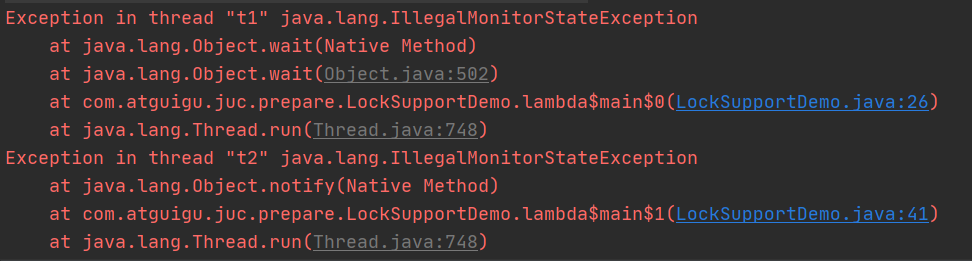 Exception in thread "t1" java.lang.IllegalMonitorStateException
    at java.lang.Object.wait(Native Method)
    at java.lang.Object.wait(Object.java:502)
    at com.atguigu.juc.prepare.LockSupportDemo.lambda$main$0(LockSupportDemo.java:26)
    at java.lang.Thread.run(Thread.java:748)
Exception in thread "t2" java.lang.IllegalMonitorStateException
    at java.lang.Object.notify(Native Method)
    at com.atguigu.juc.prepare.LockSupportDemo.lambda$main$1(LockSupportDemo.java:41)
    at java.lang.Thread.run(Thread.java:748)